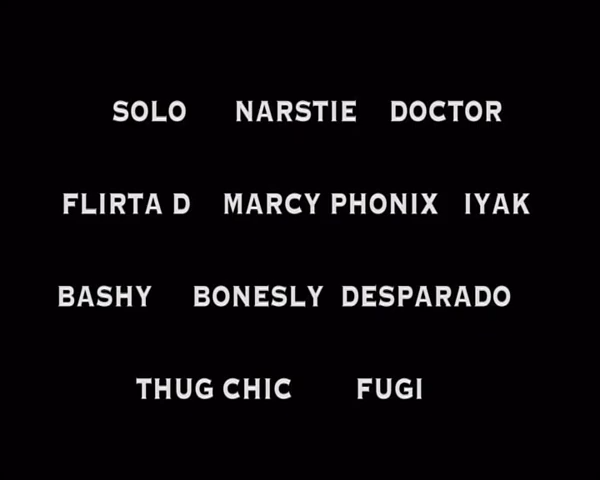 SOLO NARSTIE DOCTOR
FLIRTA D MARCY PHONIX IYAK
BASHY BONESLY DESPARADO
THUG CHIC FUGI